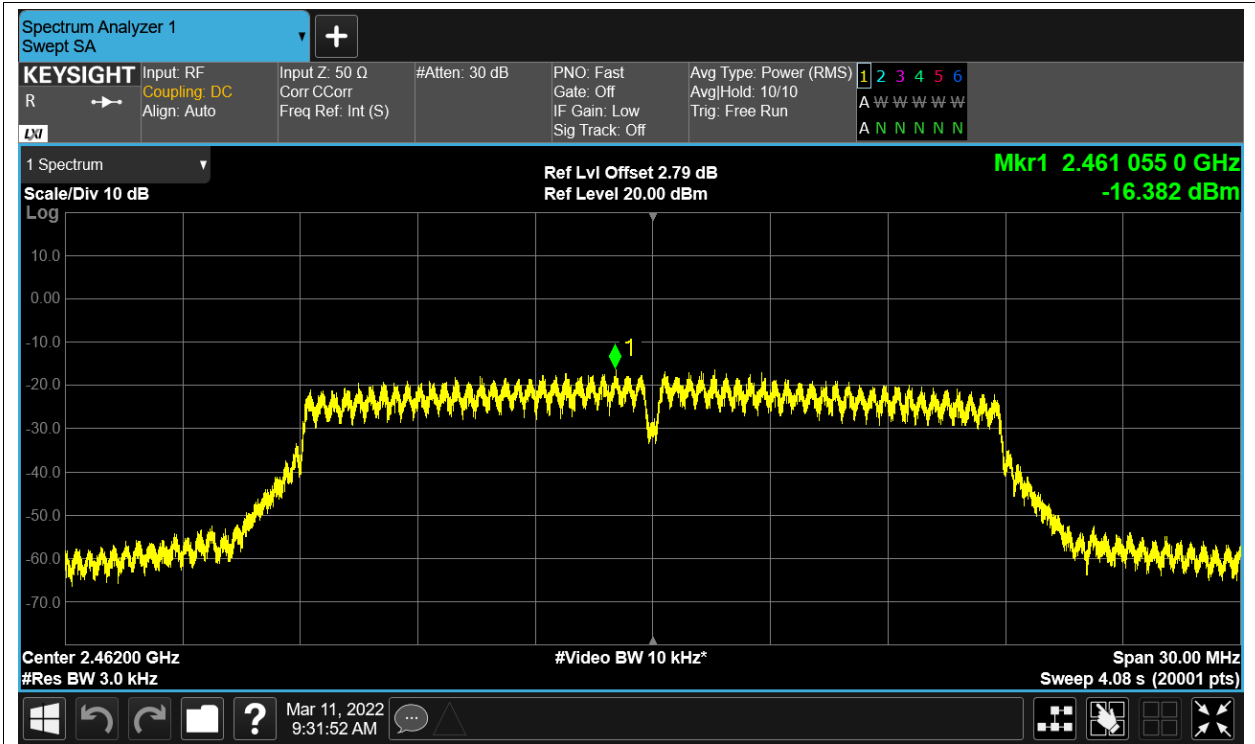 Spectrum Analyzer 1
Swept SA
KEYSIGHT
R
LXI
Input: RF
Coupling: DC
Align: Auto
Input Z: 50 Ω
Corr CCorr
Freq Ref: Int (S)
#Atten: 30 dB
PNO: Fast
Gate: Off
IF Gain: Low
Sig Track: Off
Avg Type: Power (RMS)
Avg|Hold: 10/10
Trig: Free Run
1 2 3 4 5 6
A W W W W W
A N N N N N
1 Spectrum
Scale/Div 10 dB
Log
Ref Lvl Offset 2.79 dB
Ref Level 20.00 dBm
Mkr1 2.461 055 0 GHz
-16.382 dBm
10.0
0.00
-10.0
-20.0
-30.0
-40.0
-50.0
-60.0
-70.0
1
Center 2.46200 GHz
#Res BW 3.0 kHz
#Video BW 10 kHz*
Span 30.00 MHz
Sweep 4.08 s (20001 pts)
?
Mar 11, 2022
9:31:52 AM